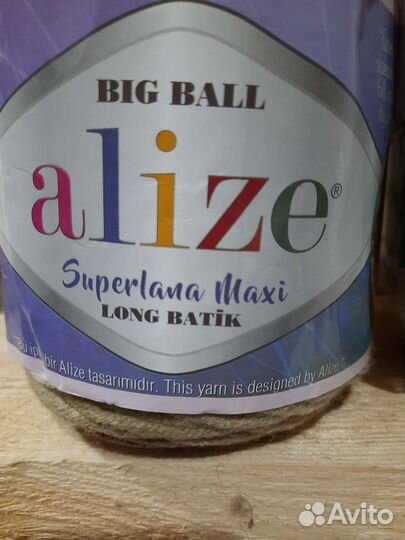 BIG BALL
alize®
Superlana Maxi
LONG BATİK
Bu ip bir Alize tasarımıdır. This yarn is designed by Alize
Avito